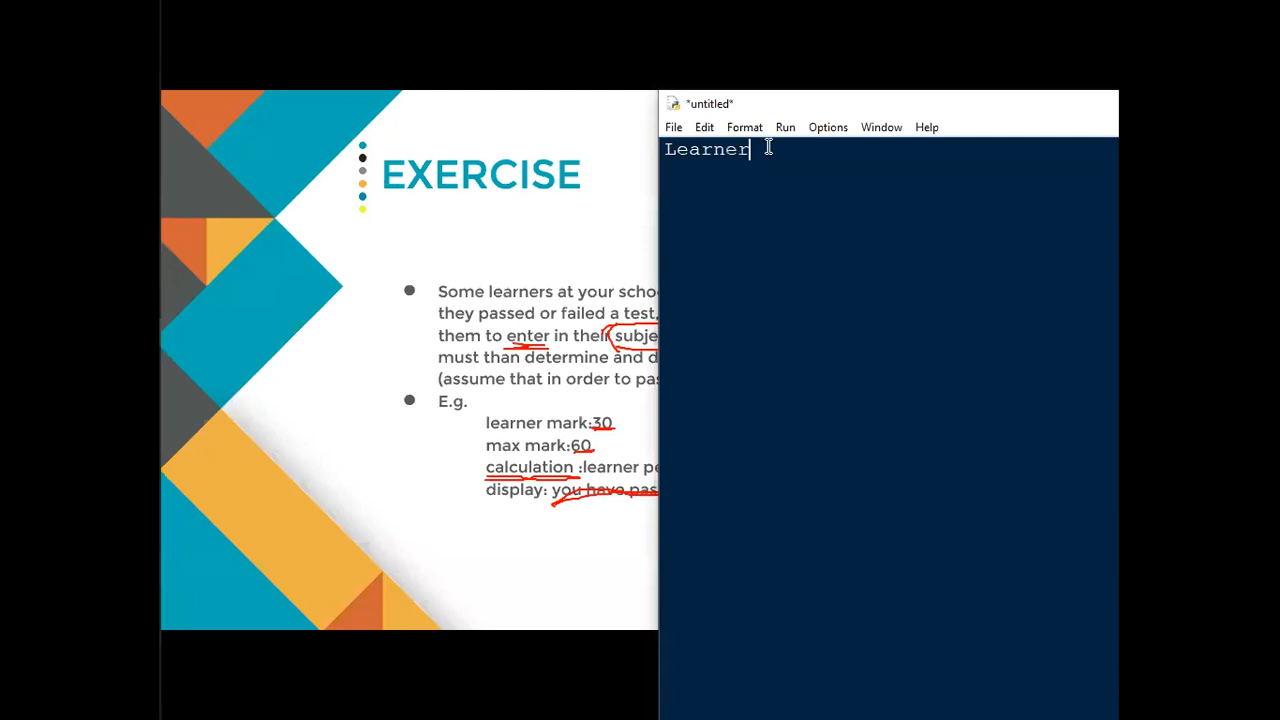 EXERCISE
Some learners at your schoo
they passed or failed a test,
them to enter in their subje
must than determine and d
(assume that in order to pas
E.g.
learner mark:30
max mark:60
calculation :learner pe
display: you have pas
*untitled*
File Edit Format Run Options Window Help
Learner